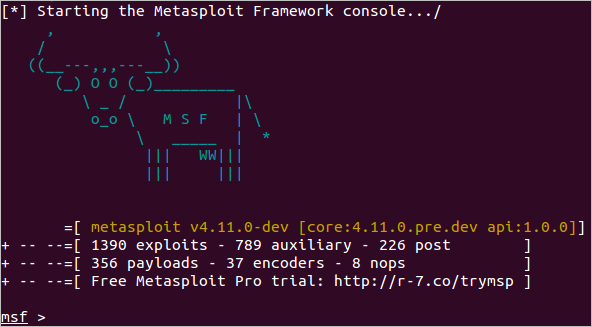 [*] Starting the Metasploit Framework console.../
     ,           ,
    /             \
   ((__---,,,---__))
      (_) O O (_)_________
         \ _ /            |\
          o_o \   M S F   | \
               \   _____  |  *
                |||   WW|||
                |||     |||
       =[ metasploit v4.11.0-dev [core:4.11.0.pre.dev api:1.0.0]]
+ -- --=[ 1390 exploits - 789 auxiliary - 226 post        ]
+ -- --=[ 356 payloads - 37 encoders - 8 nops             ]
+ -- --=[ Free Metasploit Pro trial: http://r-7.co/trymsp ]
msf >